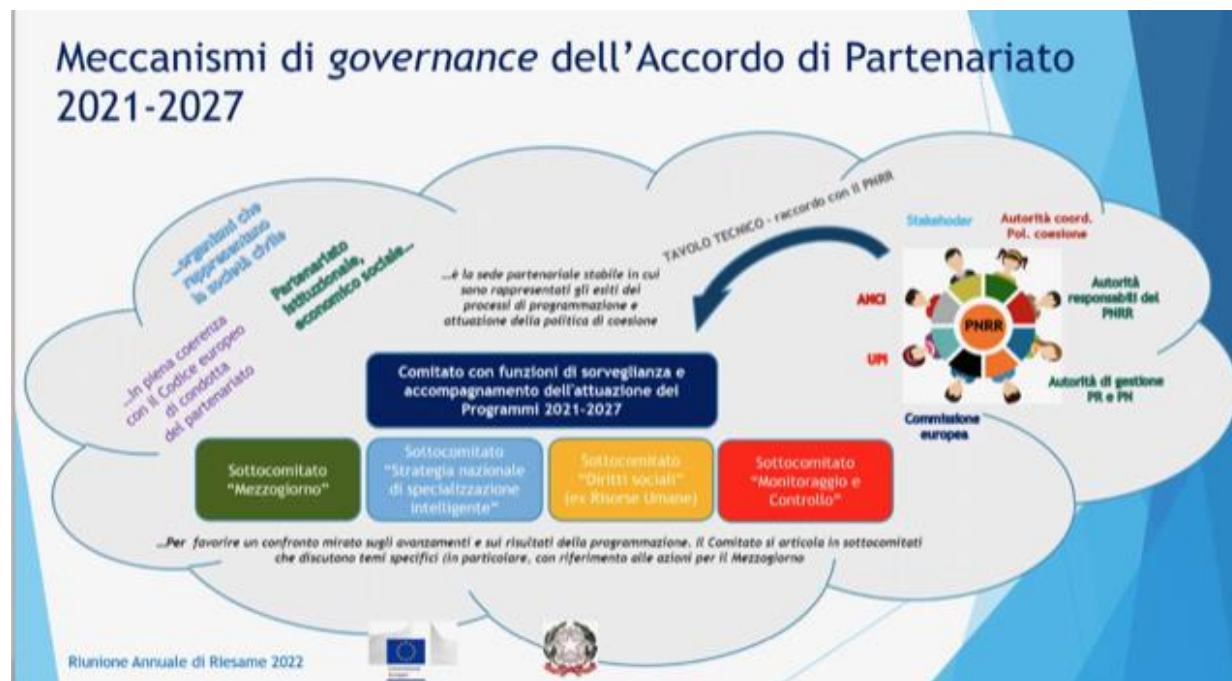 Meccanismi di governance dell'Accordo di Partenariato
2021-2027
...organismi che
rappresentano
la società civile
Partenariato
istituzionale,
economico sociale...
...in piena coerenza
con il Codice europeo
di condotta
del partenariato
...è la sede partenariale stabile in cui
sono rappresentati gli esiti dei
processi di programmazione e
attuazione della politica di coesione
TAVOLO TECNICO - raccordo con il PNRR
Stakehoder
Autorità coord.
Pol. coesione
ANCI
Autorità
responsabili del
PNRR
PNRR
UPI
Autorità di gestione
PR e PN
Commissione
europea
Comitato con funzioni di sorveglianza e
accompagnamento dell'attuazione dei
Programmi 2021-2027
Sottocomitato
"Mezzogiorno"
Sottocomitato
"Strategia nazionale
di specializzazione
intelligente"
Sottocomitato
"Diritti sociali"
(ex Risorse Umane)
Sottocomitato
"Monitoraggio e
Controllo"
...Per favorire un confronto mirato sugli avanzamenti e sui risultati della programmazione, il Comitato si articola in sottocomitati
che discutono temi specifici (in particolare, con riferimento alle azioni per il Mezzogiorno
Riunione Annuale di Riesame 2022